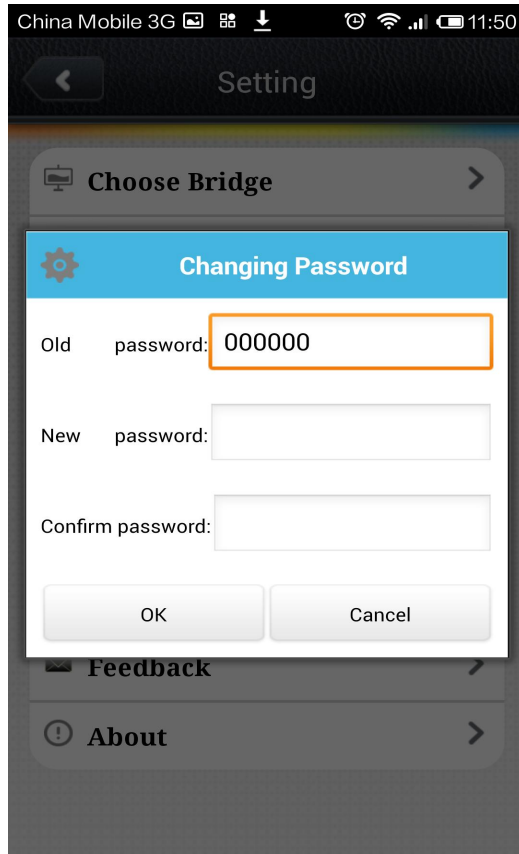 China Mobile 3G 11:50
Setting
Choose Bridge
Changing Password
Old password: 000000
New password:
Confirm password:
OK Cancel
Feedback
About